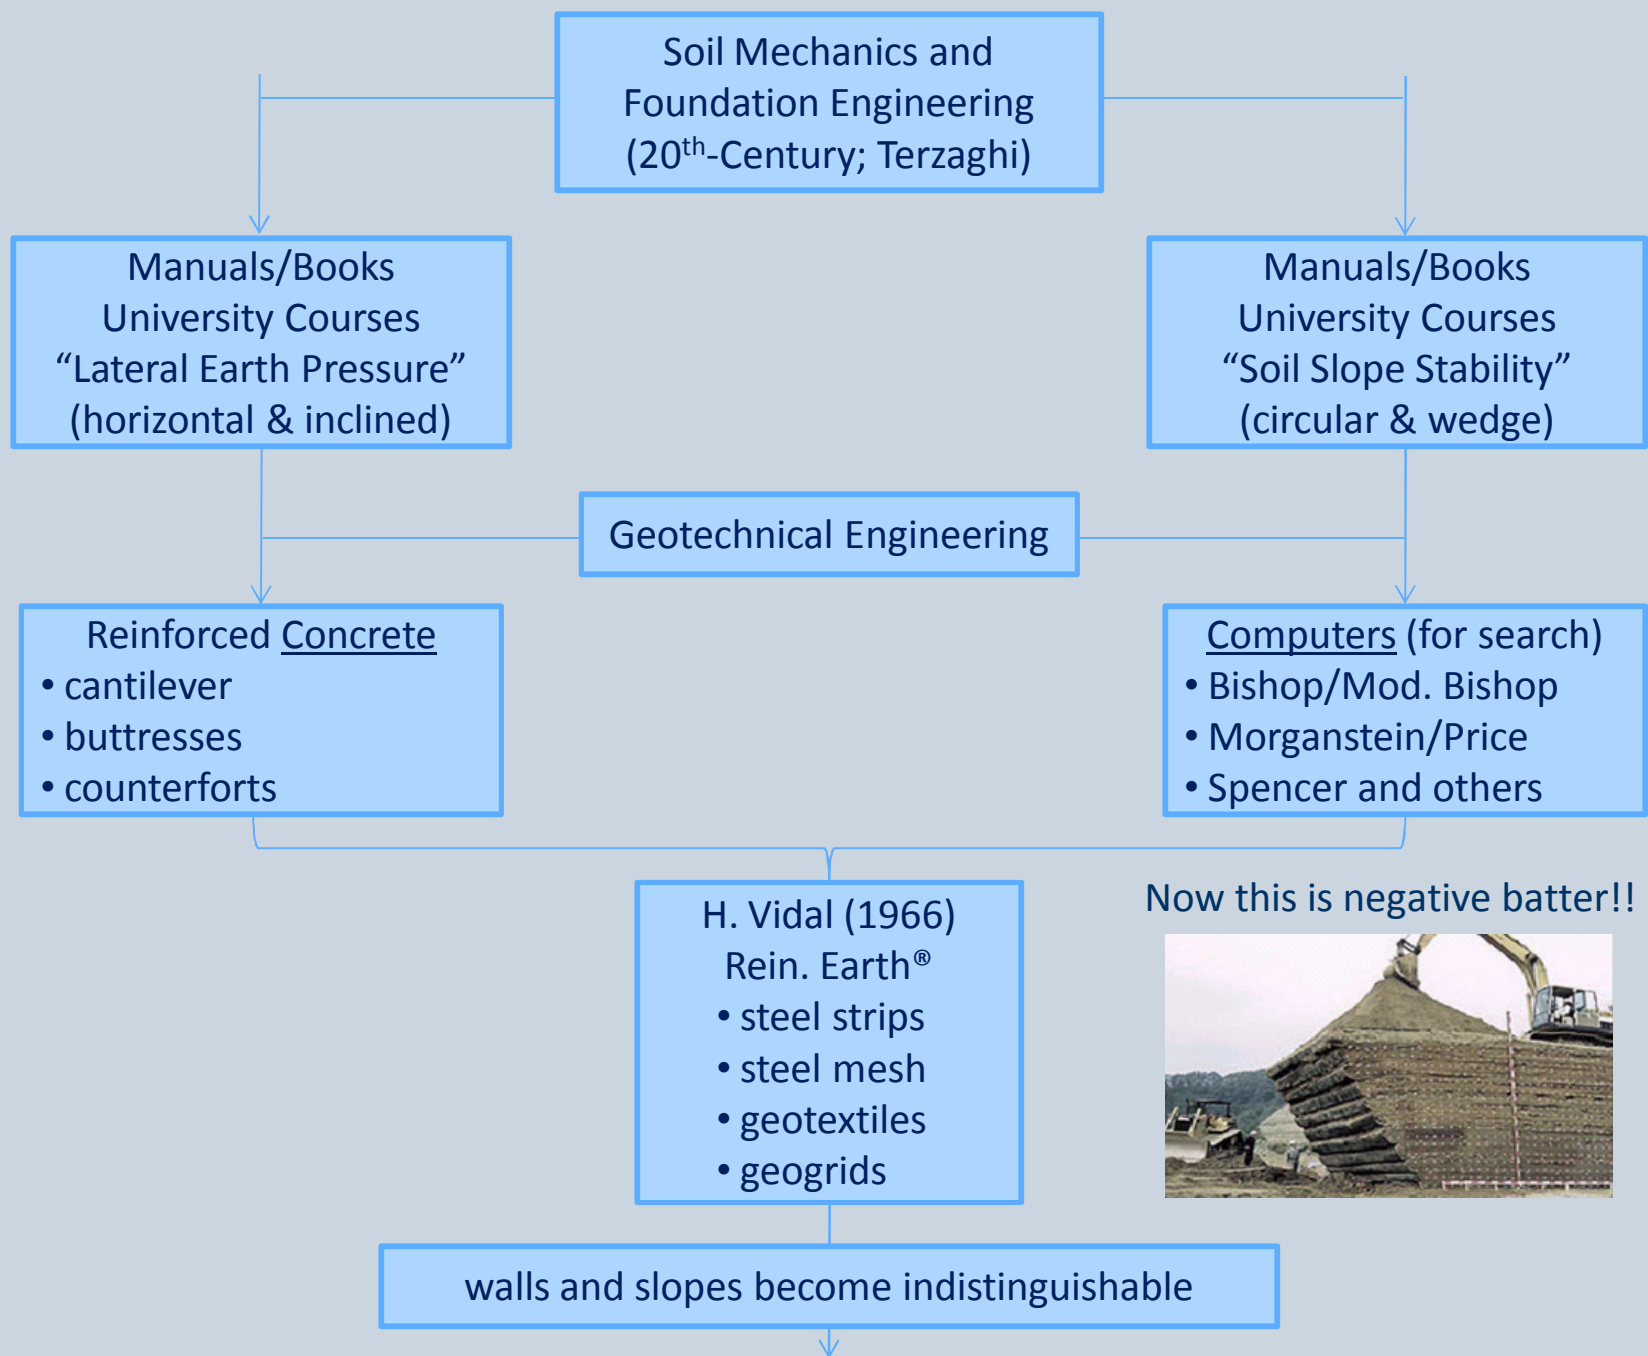 Soil Mechanics and
Foundation Engineering
(20th-Century; Terzaghi)
Manuals/Books
University Courses
“Lateral Earth Pressure”
(horizontal & inclined)
Manuals/Books
University Courses
“Soil Slope Stability”
(circular & wedge)
Geotechnical Engineering
Reinforced Concrete
• cantilever
• buttresses
• counterforts
Computers (for search)
• Bishop/Mod. Bishop
• Morganstein/Price
• Spencer and others
H. Vidal (1966)
Rein. Earth®
• steel strips
• steel mesh
• geotextiles
• geogrids
Now this is negative batter!!
walls and slopes become indistinguishable